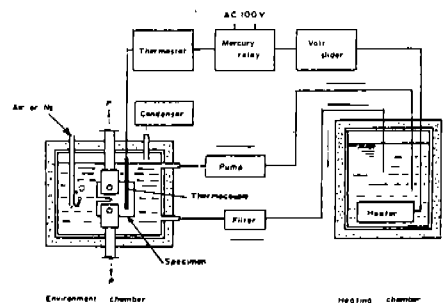 AC 100V
Thermostat
Mercury relay
Volt slider
Air or N₂
P
Condenser
Pump
Thermocouple
Filter
Heater
Specimen
P
Environment chamber
Heating chamber